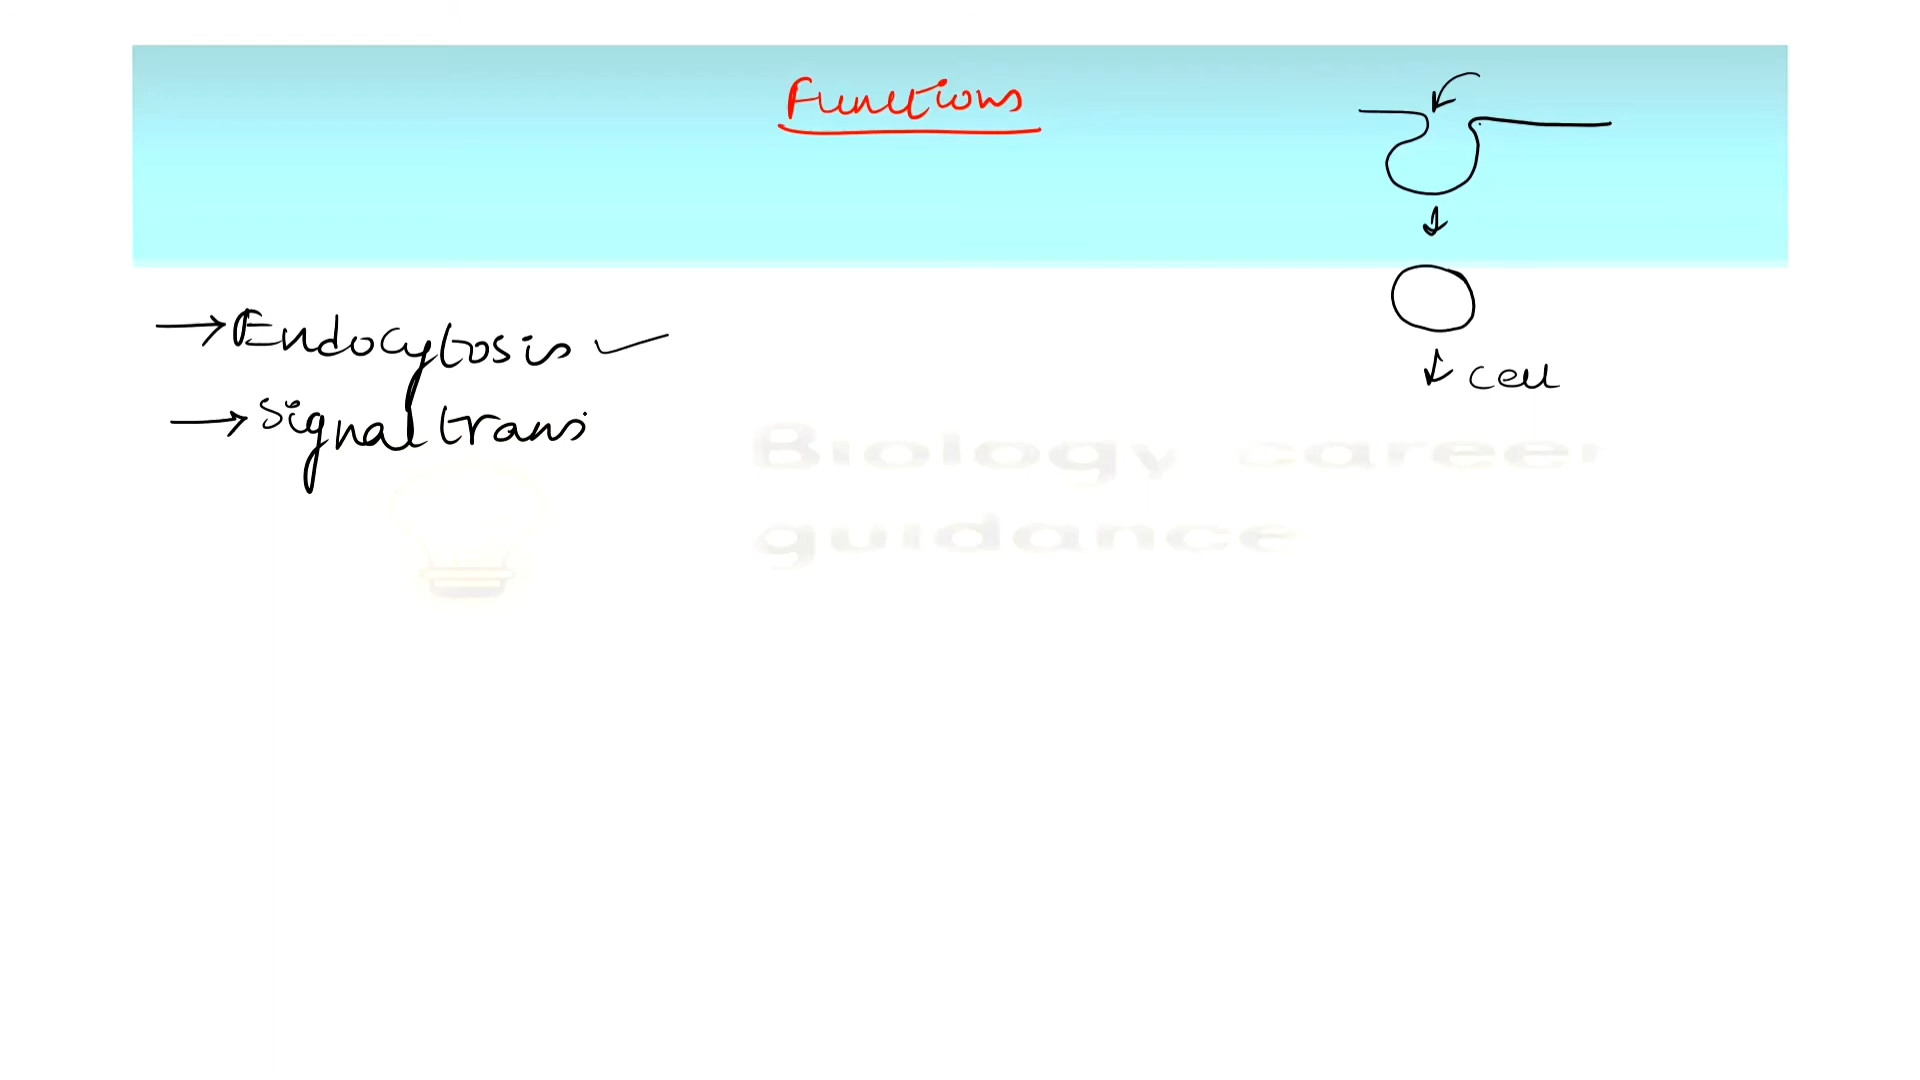 Functions
→ Endocytosis ✓
→ Signal trans
cell
Biology career
guidance